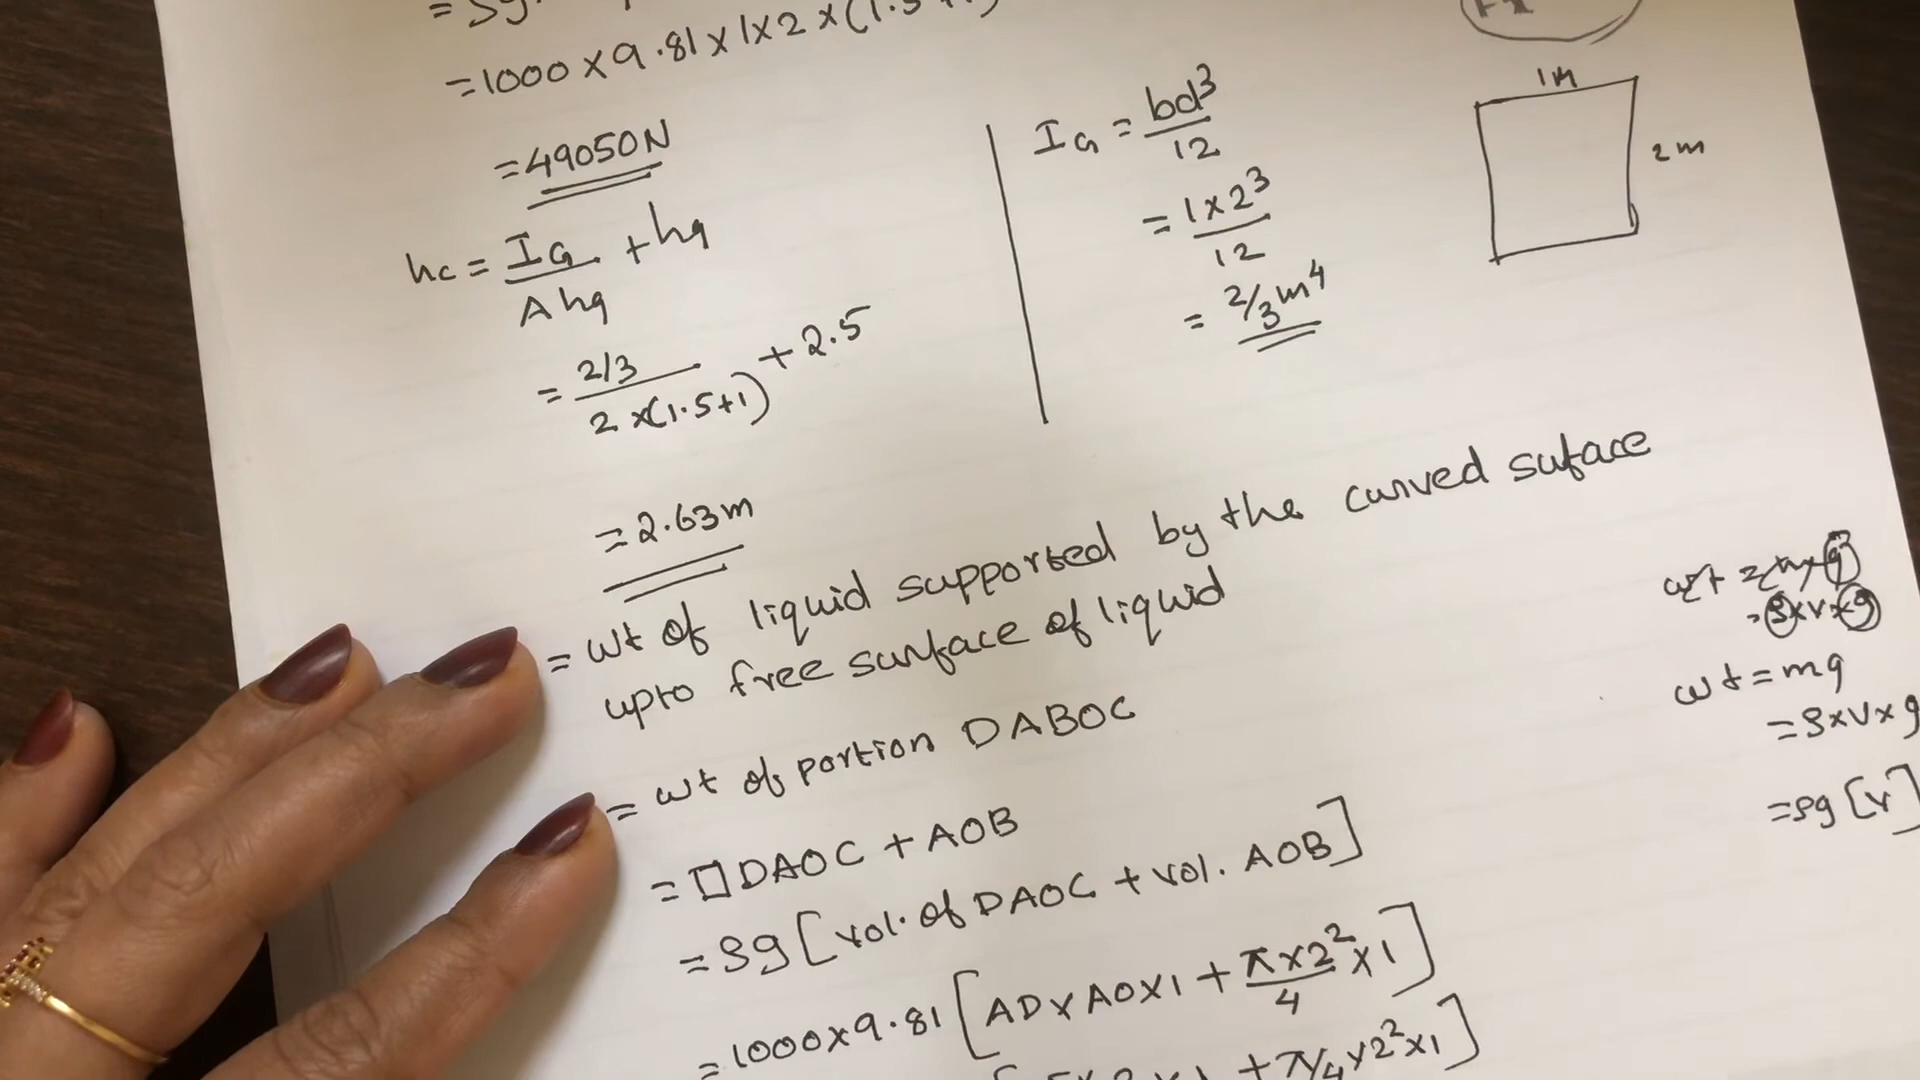 = 1000 × 9.81 × 1 × 2 × (1.5
= 49050N
hc = IG / A hg + hg
= 2/3 / 2 × (1.5+1) + 2.5
= 2.63m
IG = bd³ / 12
= 1 × 2³ / 12
= 2/3 m⁴
1m
2m
= wt of liquid supported by the curved suface
upto free surface of liquid
= wt of portion DABOC
= □DAOC + AOB
= ρg [vol. of DAOC + vol. AOB]
= 1000×9.81 [AD × AO × 1 + π×2² / 4 × 1]
+ π/4 × 2² × 1]
wt = mg
= ρ×v×g
= ρg [v]